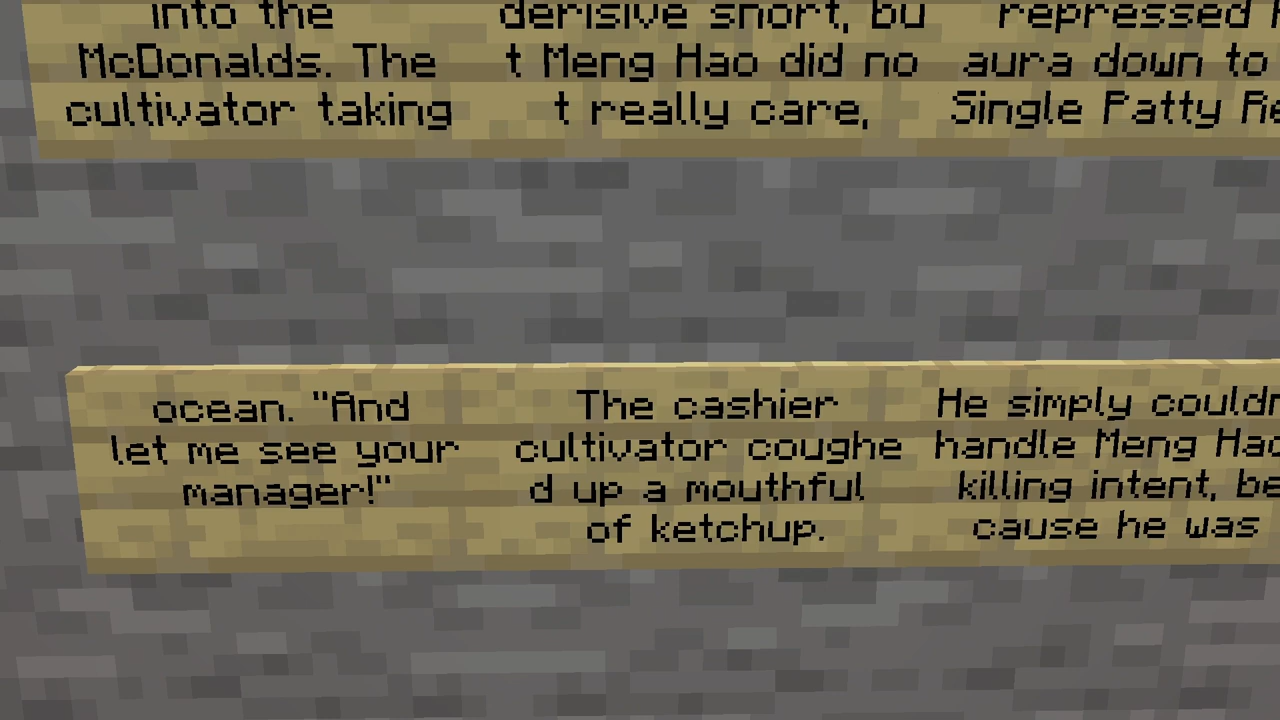 into the
McDonalds. The
cultivator taking
derisive snort, bu
t Meng Hao did no
t really care,
repressed
aura down to
Single Patty
ocean. "And
let me see your
manager!"
The cashier
cultivator coughe
d up a mouthful
of ketchup.
He simply couldn
handle Meng Hao
killing intent, be
cause he was